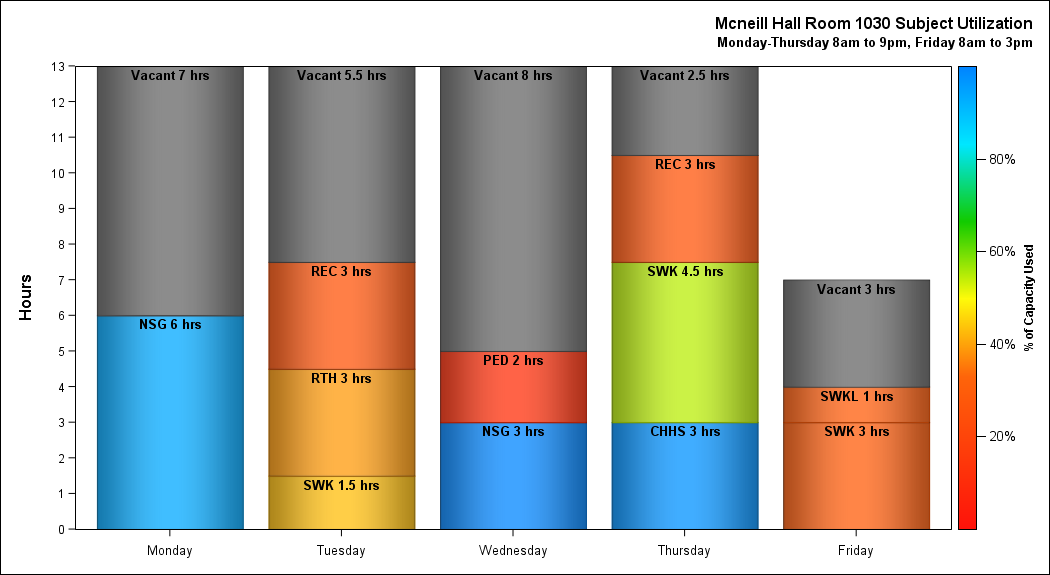 Mcneill Hall Room 1030 Subject Utilization
Monday-Thursday 8am to 9pm, Friday 8am to 3pm
Hours
13
12
11
10
9
8
7
6
5
4
3
2
1
0
Vacant 7 hrs
NSG 6 hrs
Vacant 5.5 hrs
REC 3 hrs
RTH 3 hrs
SWK 1.5 hrs
Vacant 8 hrs
PED 2 hrs
NSG 3 hrs
Vacant 2.5 hrs
REC 3 hrs
SWK 4.5 hrs
CHHS 3 hrs
Vacant 3 hrs
SWKL 1 hrs
SWK 3 hrs
Monday
Tuesday
Wednesday
Thursday
Friday
80%
60%
40%
20%
% of Capacity Used